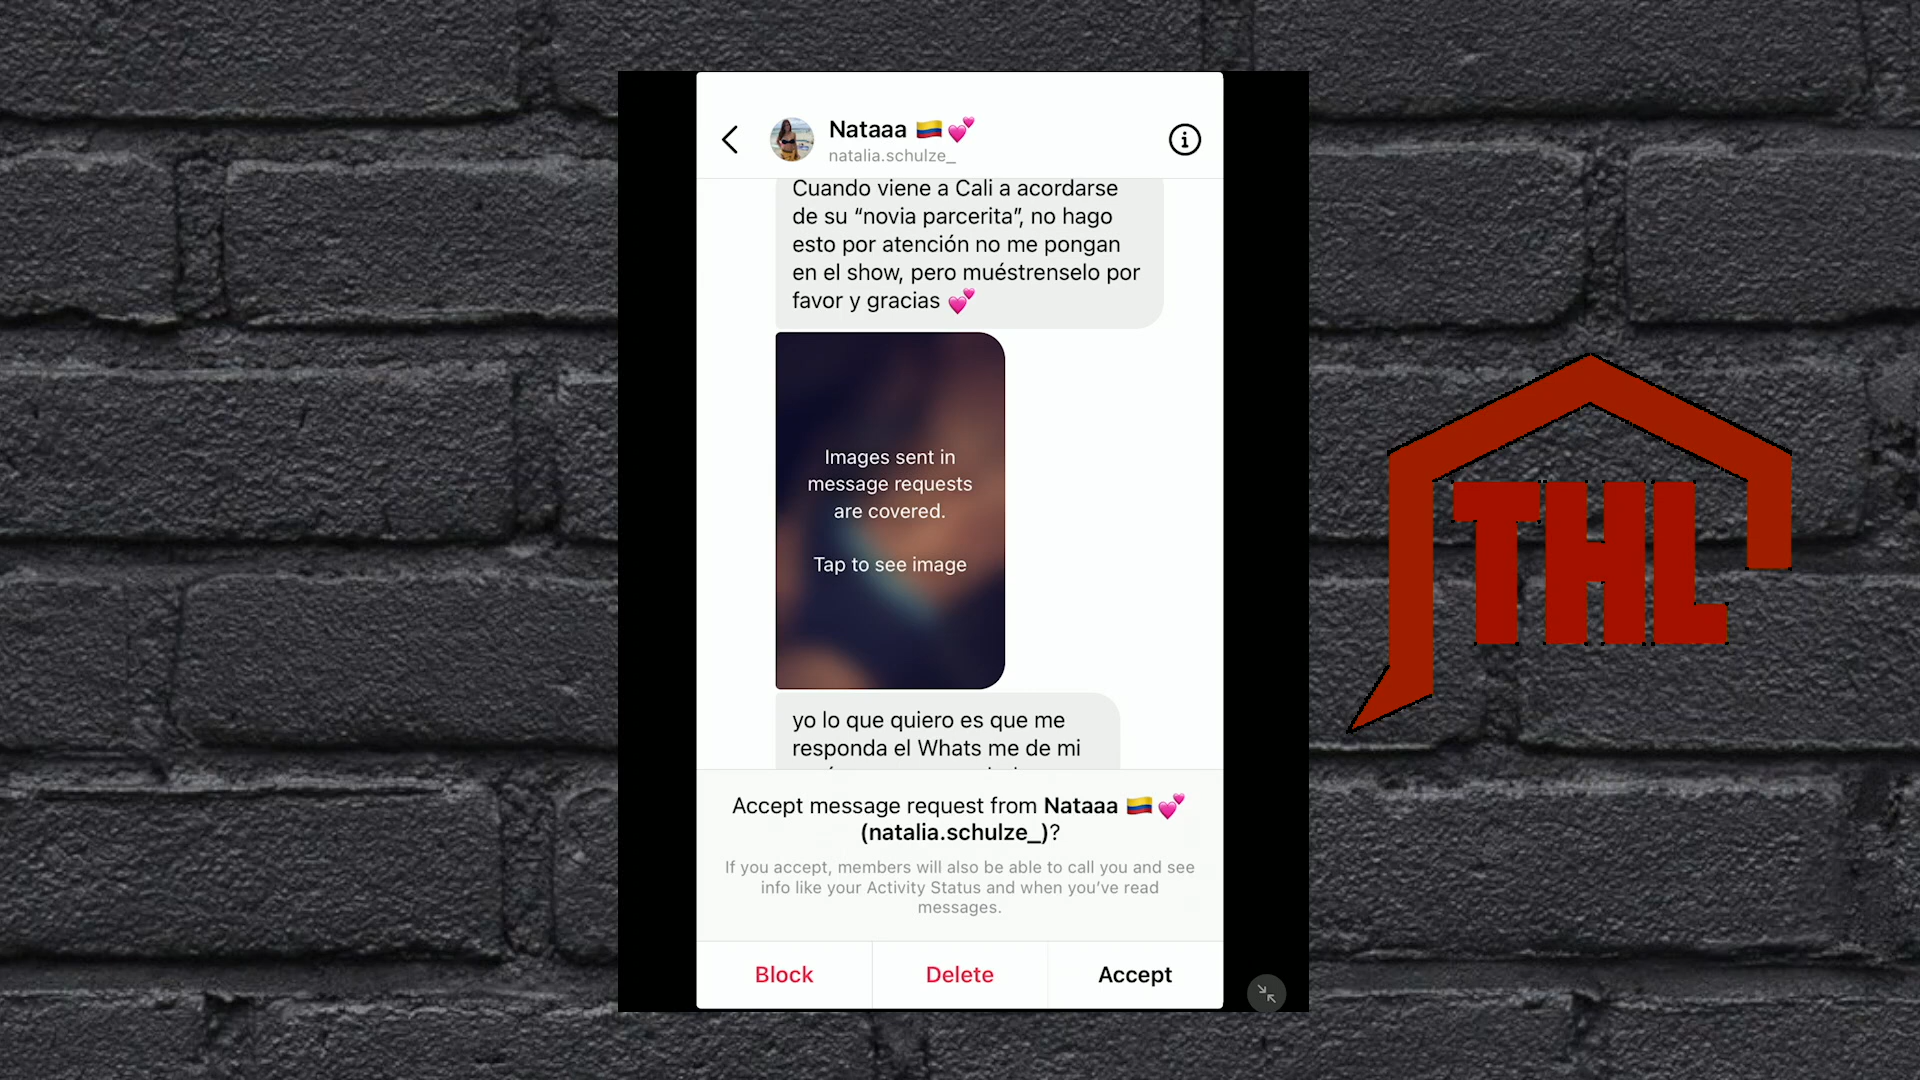 Nataaa 🇨🇴💕
natalia.schulze_
Cuando viene a Cali a acordarse
de su “novia parcerita”, no hago
esto por atención no me pongan
en el show, pero muéstrenselo por
favor y gracias 💕
Images sent in
message requests
are covered.
Tap to see image
yo lo que quiero es que me
responda el Whats me de mi
THL
Accept message request from Nataaa 🇨🇴💕
(natalia.schulze_)?
If you accept, members will also be able to call you and see
info like your Activity Status and when you’ve read
messages.
Block
Delete
Accept